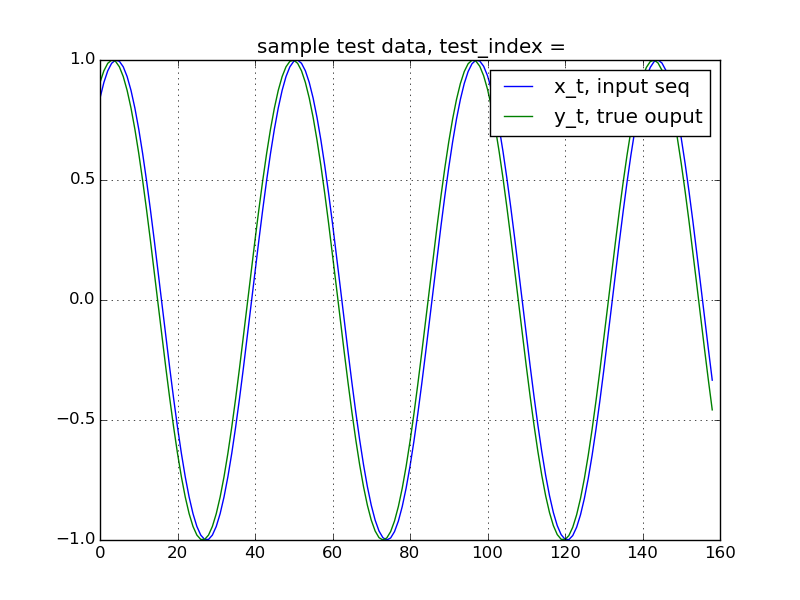 sample test data, test_index =
x_t, input seq
y_t, true ouput
1.0
0.5
0.0
−0.5
−1.0
0 20 40 60 80 100 120 140 160